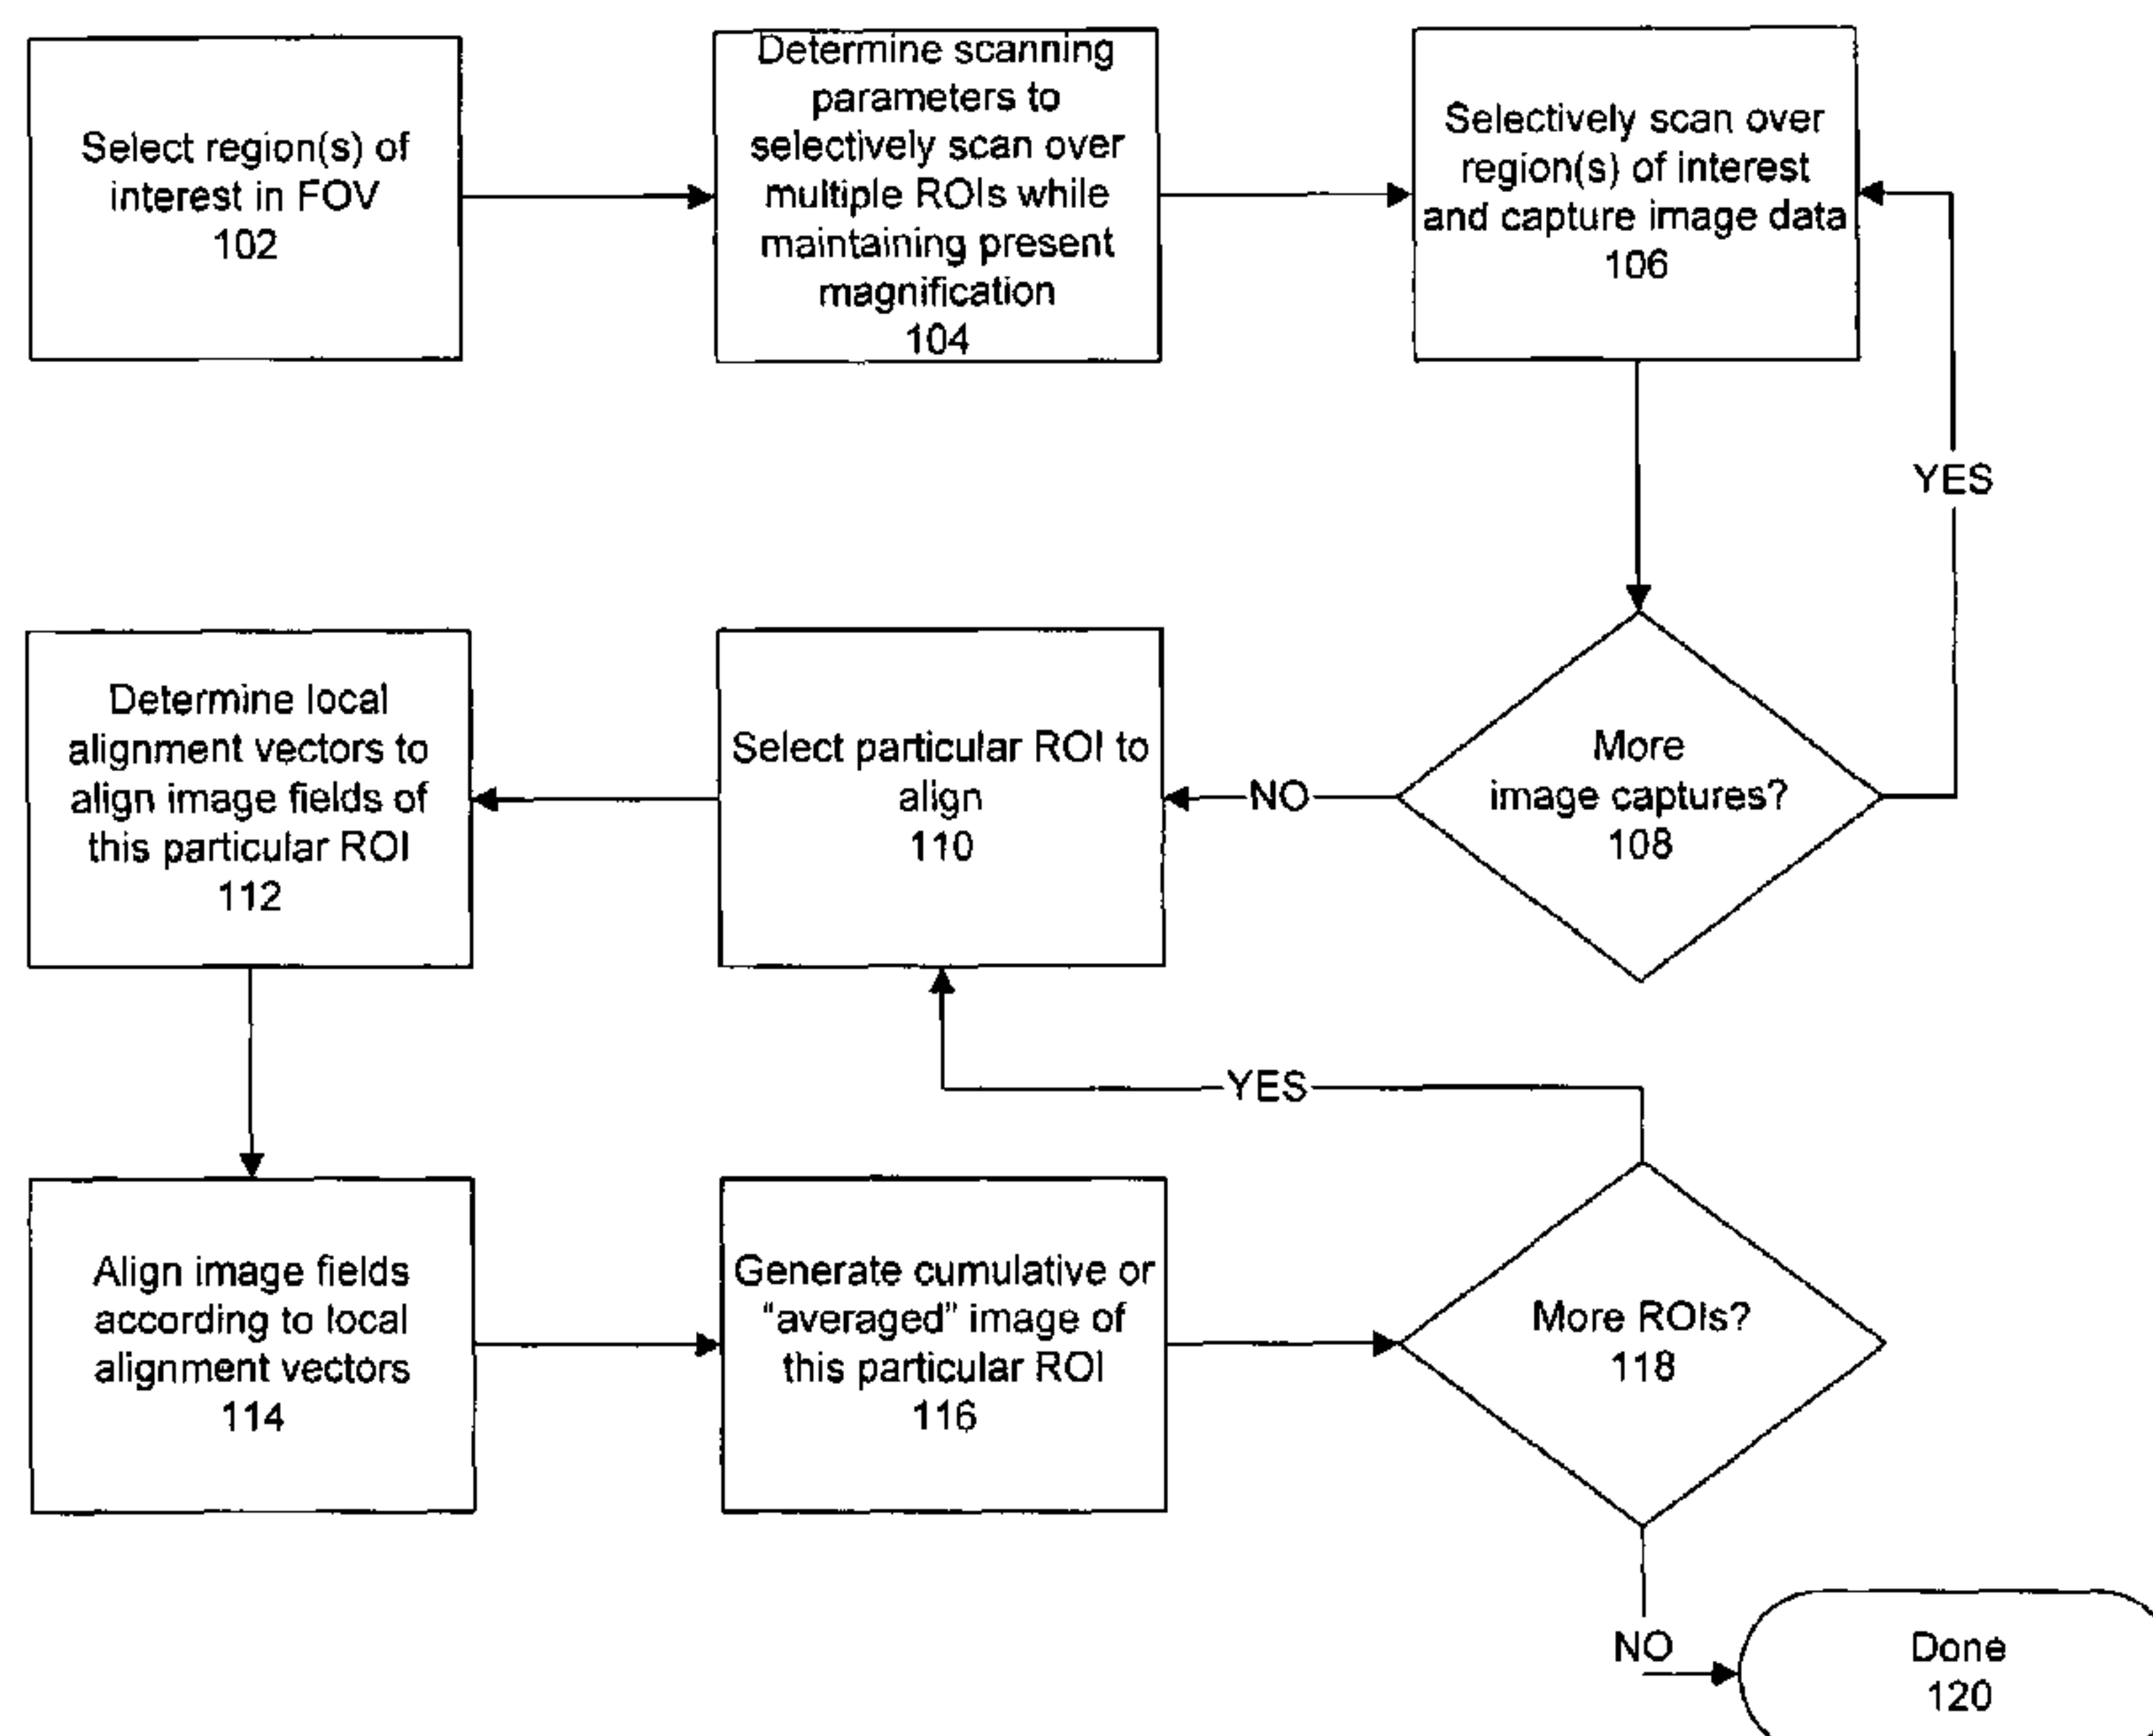 Select region(s) of
interest in FOV
102
Determine scanning
parameters to
selectively scan over
multiple ROIs while
maintaining present
magnification
104
Selectively scan over
region(s) of interest
and capture image data
106
YES
More
image captures?
108
NO
Select particular ROI to
align
110
Determine local
alignment vectors to
align image fields of
this particular ROI
112
YES
Align image fields
according to local
alignment vectors
114
Generate cumulative or
“averaged” image of
this particular ROI
116
More ROIs?
118
NO
Done
120